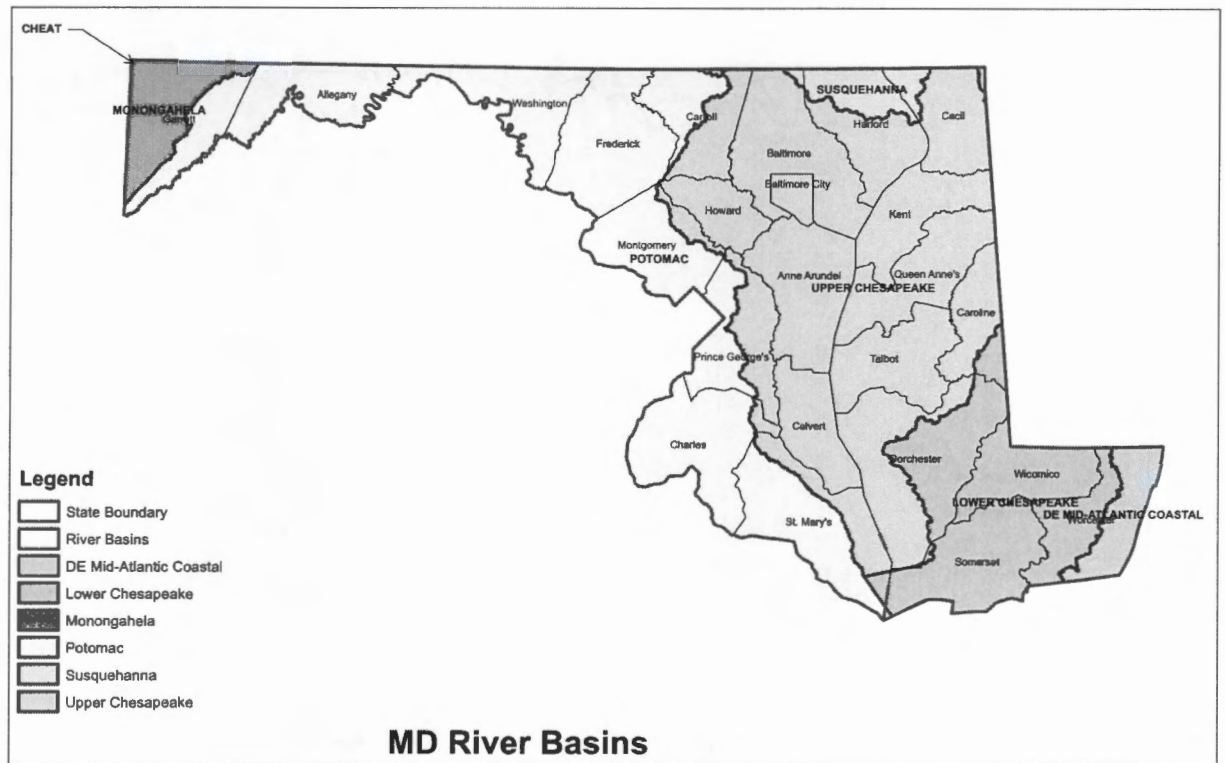 CHEAT
MONONGAHELA
Garrett
Allegany
Washington
Frederick
Carroll
SUSQUEHANNA
Harford
Cecil
Baltimore
Baltimore City
Howard
Kent
Montgomery
POTOMAC
Anne Arundel
Queen Anne's
UPPER CHESAPEAKE
Caroline
Prince George's
Talbot
Charles
Calvert
Dorchester
Wicomico
LOWER CHESAPEAKE
DE MID-ATLANTIC COASTAL
Worcester
St. Mary's
Somerset
Legend
State Boundary
River Basins
DE Mid-Atlantic Coastal
Lower Chesapeake
Monongahela
Potomac
Susquehanna
Upper Chesapeake
MD River Basins